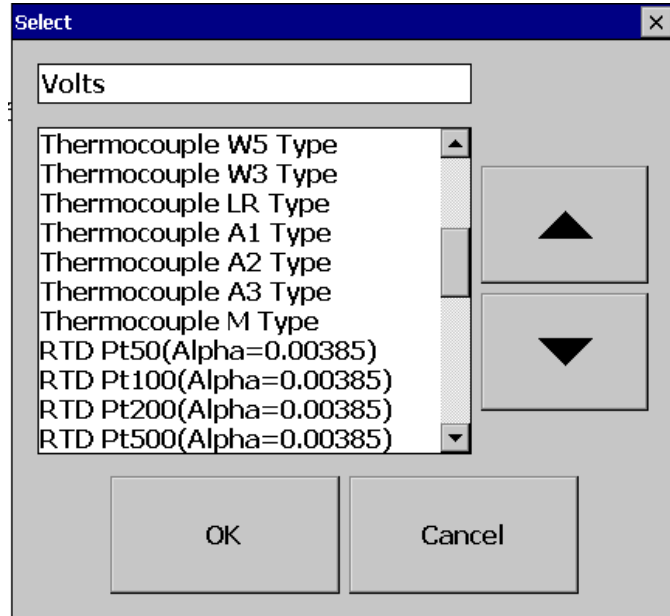 Select
Volts
Thermocouple W5 Type
Thermocouple W3 Type
Thermocouple LR Type
Thermocouple A1 Type
Thermocouple A2 Type
Thermocouple A3 Type
Thermocouple M Type
RTD Pt50(Alpha=0.00385)
RTD Pt100(Alpha=0.00385)
RTD Pt200(Alpha=0.00385)
RTD Pt500(Alpha=0.00385)
OK
Cancel